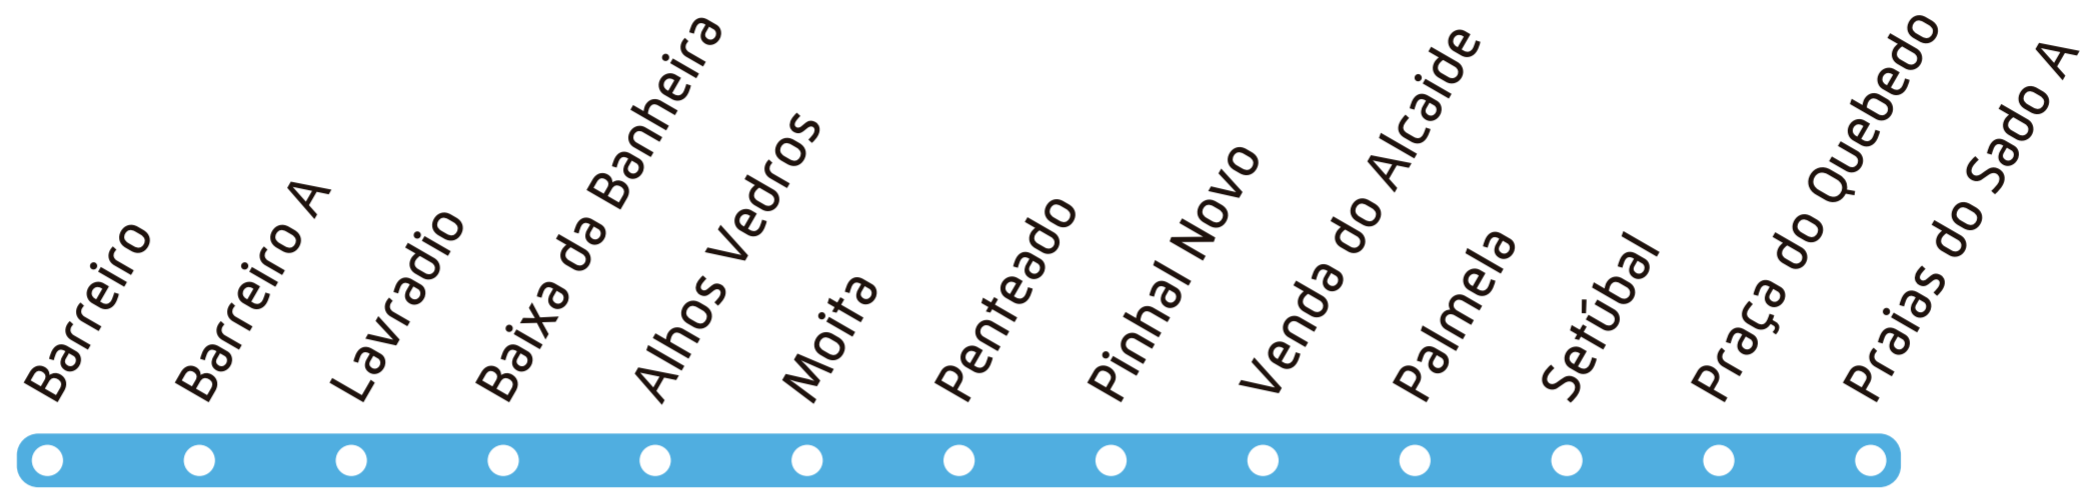 Barreiro
Barreiro A
Lavradio
Baixa da Banheira
Alhos Vedros
Moita
Penteado
Pinhal Novo
Venda do Alcaide
Palmela
Setúbal
Praça do Quebedo
Praias do Sado A